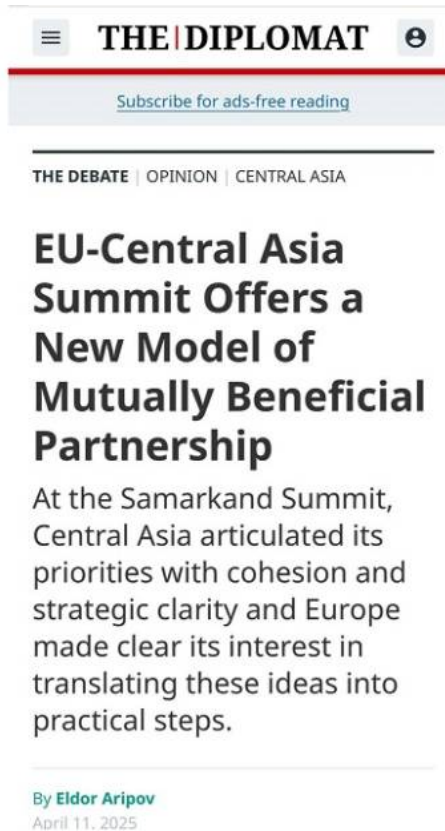 THE|DIPLOMAT
Subscribe for ads-free reading
THE DEBATE | OPINION | CENTRAL ASIA
EU-Central Asia
Summit Offers a
New Model of
Mutually Beneficial
Partnership
At the Samarkand Summit,
Central Asia articulated its
priorities with cohesion and
strategic clarity and Europe
made clear its interest in
translating these ideas into
practical steps.
By Eldor Aripov
April 11, 2025